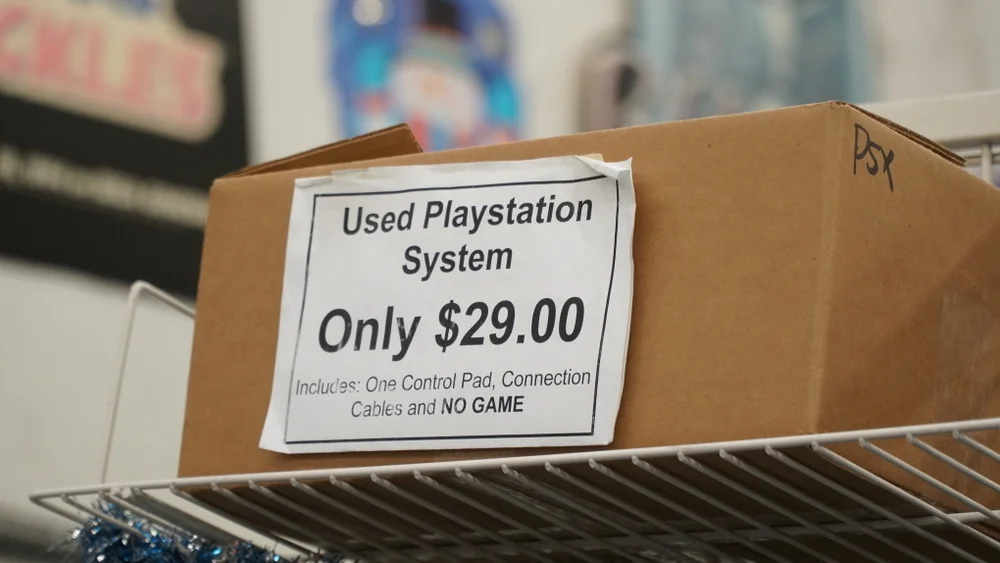 Used Playstation
System
Only $29.00
Includes: One Control Pad, Connection
Cables and NO GAME
PSX